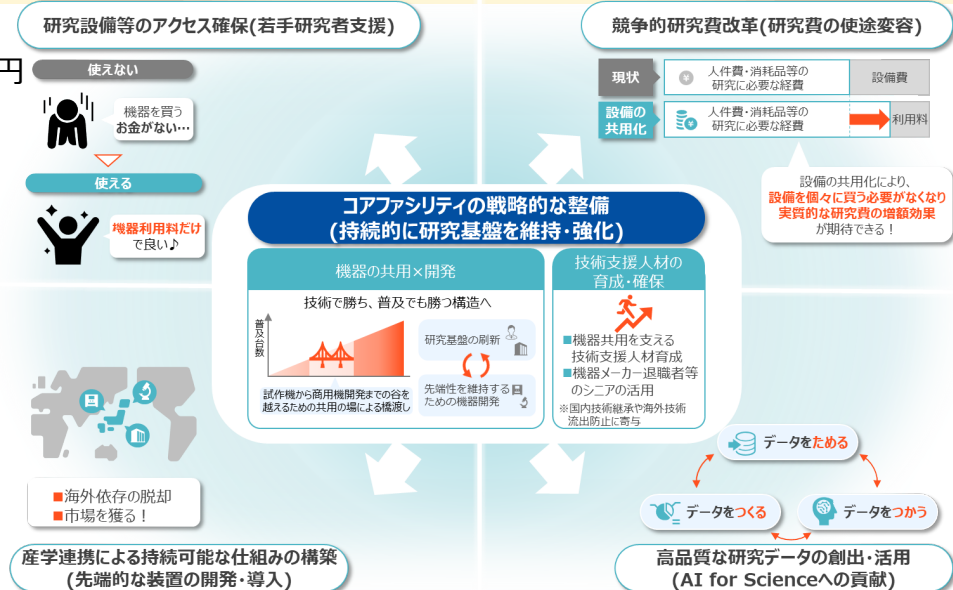 研究設備等のアクセス確保(若手研究者支援)
円
使えない
機器を買う
お金がない…
使える
機器利用料だけ
で良い♪
競争的研究費改革(研究費の使途変容)
現状
人件費・消耗品等の
研究に必要な経費
設備費
設備の
共用化
人件費・消耗品等の
研究に必要な経費
利用料
設備の共用化により、
設備を個々に買う必要がなくなり
実質的な研究費の増額効果
が期待できる！
コアファシリティの戦略的な整備
(持続的に研究基盤を維持・強化)
機器の共用×開発
技術で勝ち、普及でも勝つ構造へ
普及台数
試作機から商用機開発までの谷を
越えるための共用の場による橋渡し
研究基盤の刷新
先端性を維持する
ための機器開発
技術支援人材の
育成・確保
■機器共用を支える
技術支援人材育成
■機器メーカー退職者等
のシニアの活用
※国内技術継承や海外技術
流出防止に寄与
■海外依存の脱却
■市場を獲る！
産学連携による持続可能な仕組みの構築
(先端的な装置の開発・導入)
データをためる
データをつくる
データをつかう
高品質な研究データの創出・活用
(AI for Scienceへの貢献)